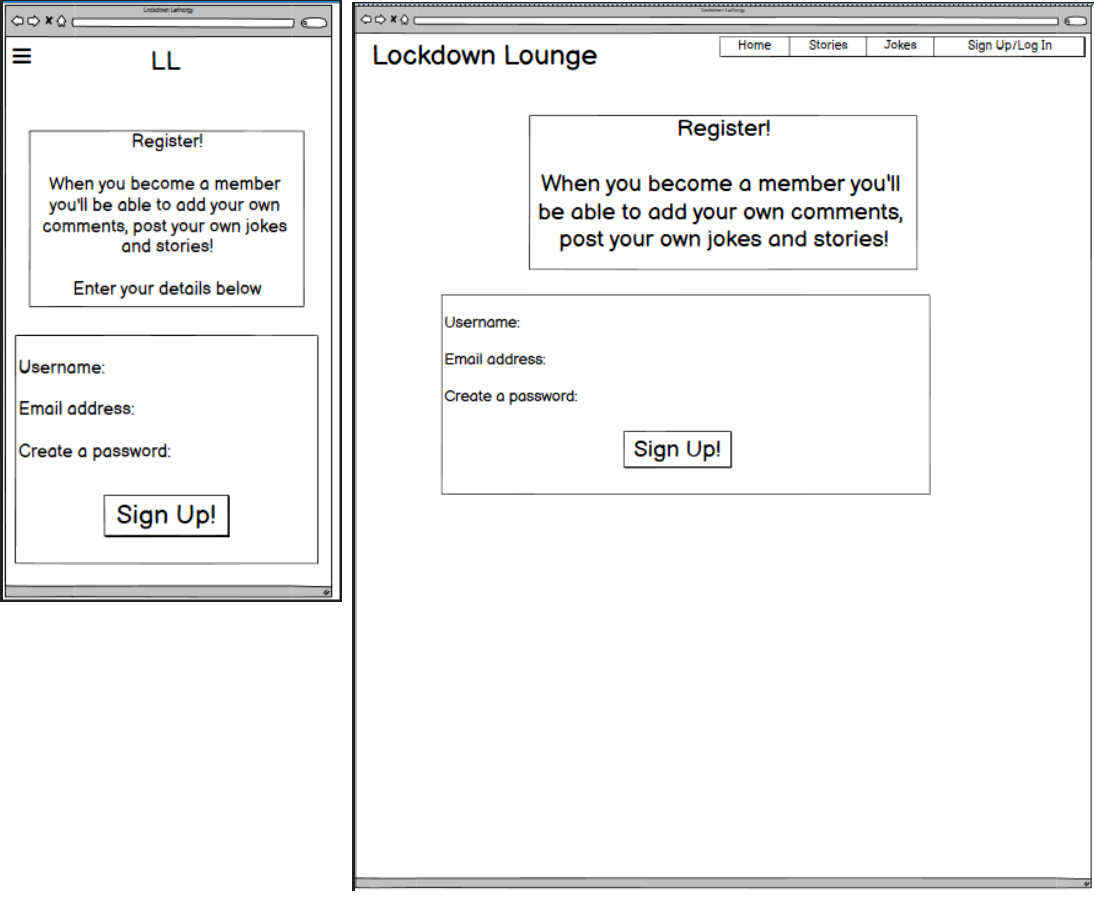 Lockdown Lethargy
LL
Register!
When you become a member
you'll be able to add your own
comments, post your own jokes
and stories!
Enter your details below
Username:
Email address:
Create a password:
Sign Up!
Lockdown Lethargy
Lockdown Lounge
Home
Stories
Jokes
Sign Up/Log In
Register!
When you become a member you'll
be able to add your own comments,
post your own jokes and stories!
Username:
Email address:
Create a password:
Sign Up!